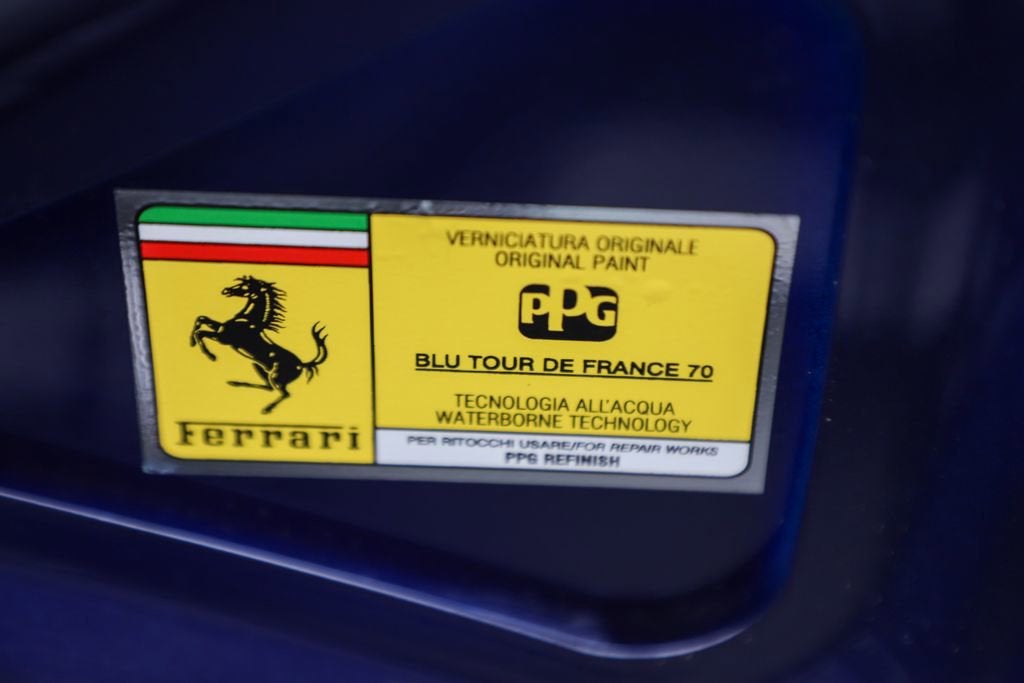 VERNICIATURA ORIGINALE
ORIGINAL PAINT
PPG
BLU TOUR DE FRANCE 70
TECNOLOGIA ALL'ACQUA
WATERBORNE TECHNOLOGY
Ferrari
PER RITOCCHI USARE/FOR REPAIR WORKS
PPG REFINISH